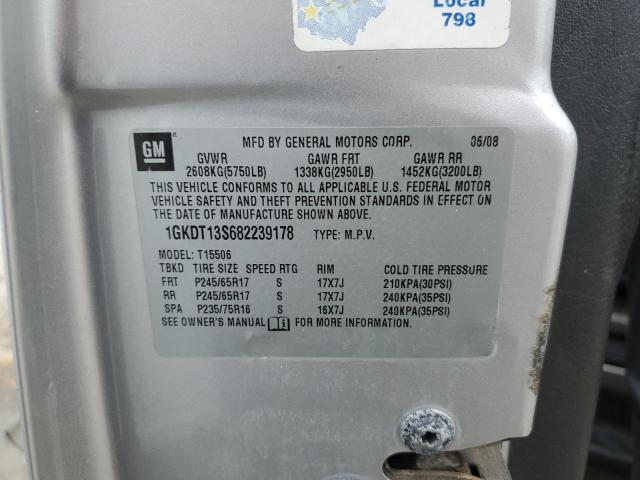 Local
798
GM
MFD BY GENERAL MOTORS CORP. 06/08
GVWR GAWR FRT GAWR RR
2608KG(5750LB) 1338KG(2950LB) 1452KG(3200LB)
THIS VEHICLE CONFORMS TO ALL APPLICABLE U.S. FEDERAL MOTOR
VEHICLE SAFETY AND THEFT PREVENTION STANDARDS IN EFFECT ON
THE DATE OF MANUFACTURE SHOWN ABOVE.
1GKDT13S682239178 TYPE: M.P.V.
MODEL: T15506
TBKD TIRE SIZE SPEED RTG RIM COLD TIRE PRESSURE
FRT P245/65R17 S 17X7J 210KPA(30PSI)
RR P245/65R17 S 17X7J 240KPA(35PSI)
SPA P235/75R16 S 16X7J 240KPA(35PSI)
SEE OWNER'S MANUAL FOR MORE INFORMATION.